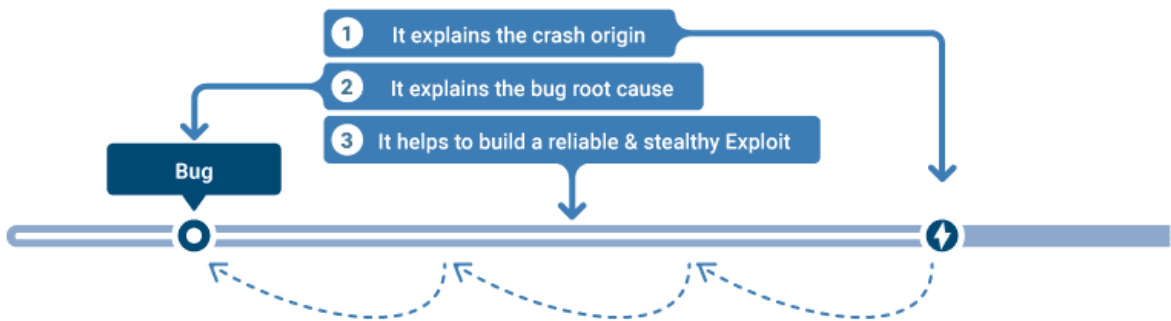 1 It explains the crash origin
2 It explains the bug root cause
3 It helps to build a reliable & stealthy Exploit
Bug